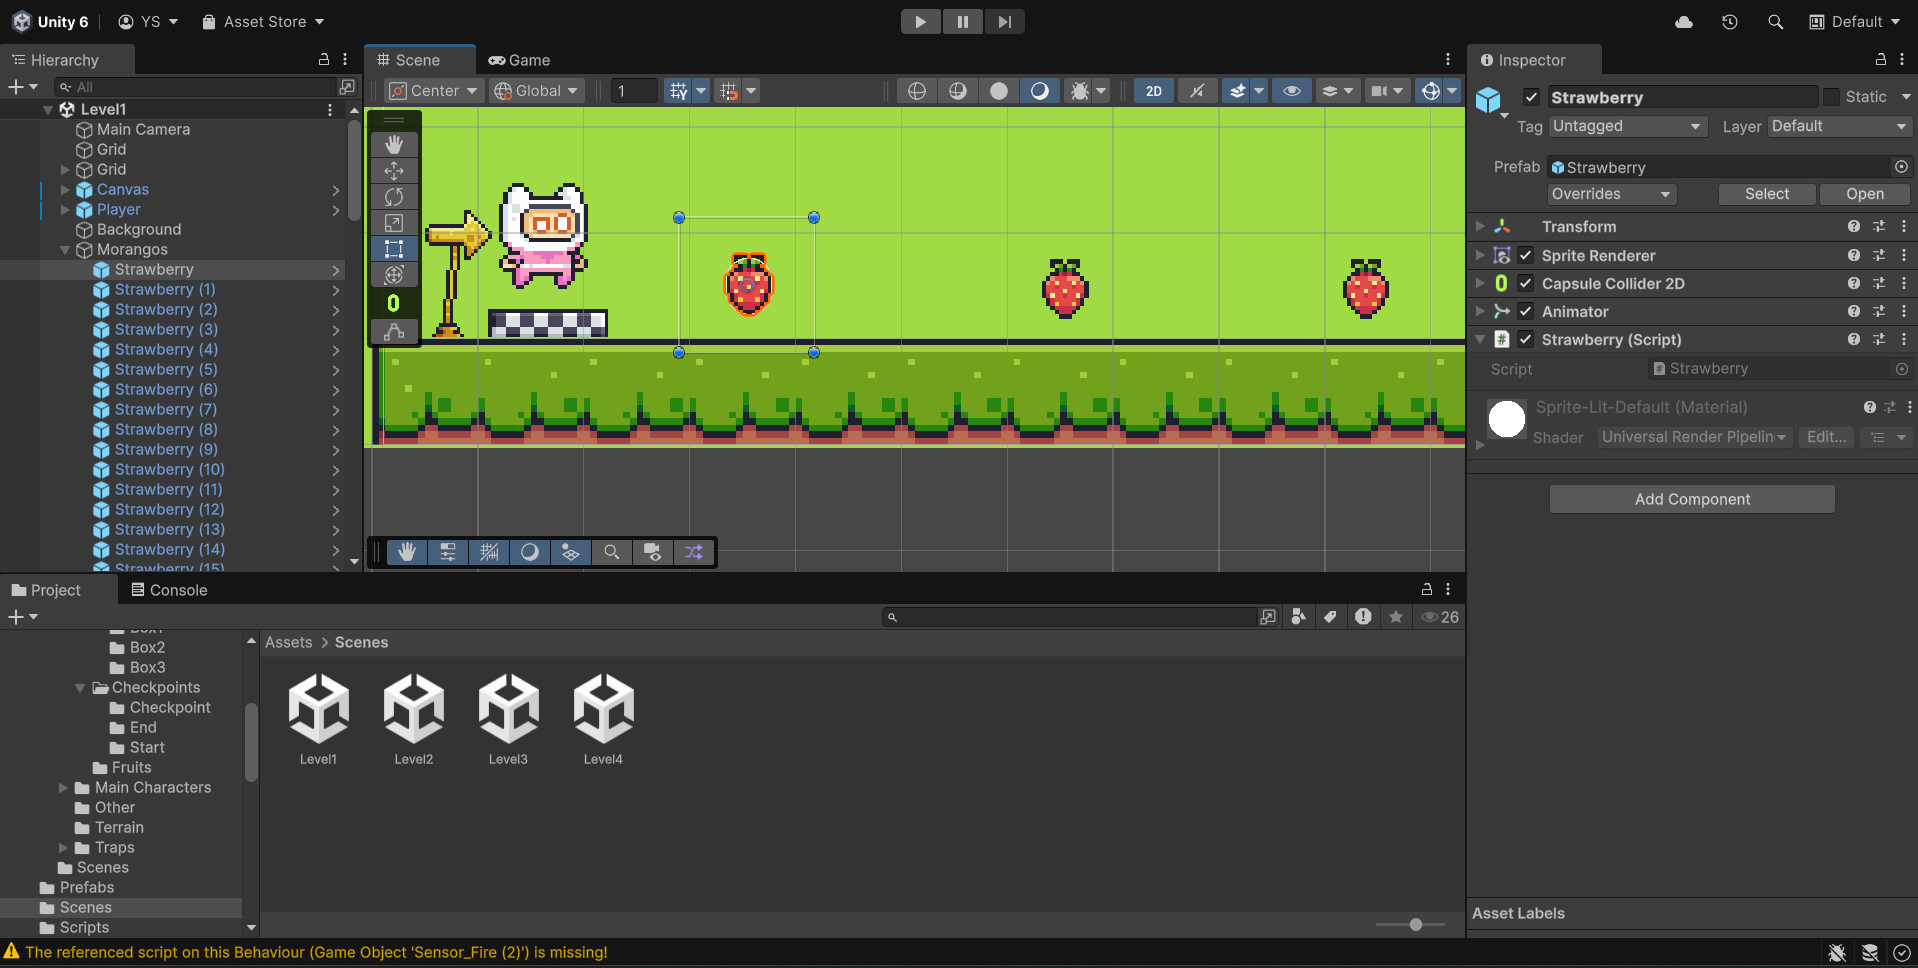 Unity 6
YS
Asset Store
Default
Hierarchy
All
Level1
Main Camera
Grid
Grid
Canvas
Player
Background
Morangos
Strawberry
Strawberry (1)
Strawberry (2)
Strawberry (3)
Strawberry (4)
Strawberry (5)
Strawberry (6)
Strawberry (7)
Strawberry (8)
Strawberry (9)
Strawberry (10)
Strawberry (11)
Strawberry (12)
Strawberry (13)
Strawberry (14)
Strawberry (15)
Scene
Game
Center
Global
1
2D
Inspector
Strawberry
Static
Tag
Untagged
Layer
Default
Prefab
Strawberry
Overrides
Select
Open
Transform
Sprite Renderer
Capsule Collider 2D
Animator
Strawberry (Script)
Script
Strawberry
Sprite-Lit-Default (Material)
Shader
Universal Render Pipelin
Edit...
Add Component
Asset Labels
Project
Console
26
Box1
Box2
Box3
Checkpoints
Checkpoint
End
Start
Fruits
Main Characters
Other
Terrain
Traps
Scenes
Prefabs
Scenes
Scripts
Assets > Scenes
Level1
Level2
Level3
Level4
The referenced script on this Behaviour (Game Object 'Sensor_Fire (2)') is missing!